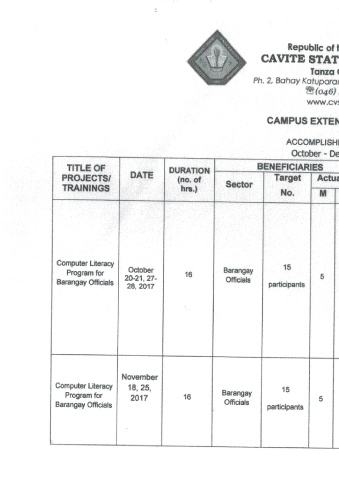 Republic of
CAVITE STAT
Tanza
Ph. 2, Bahay Katuparan
☏(046)
www.cvs
CAMPUS EXTEN
ACCOMPLISH
October - De
TITLE OF PROJECTS/ TRAININGS
DATE
DURATION (no. of hrs.)
BENEFICIARIES
Sector
Target No.
Actua
M
Computer Literacy
Program for
Barangay Officials
October
20-21, 27-
28, 2017
16
Barangay
Officials
15
participants
5
Computer Literacy
Program for
Barangay Officials
November
18, 25,
2017
16
Barangay
Officials
15
participants
5